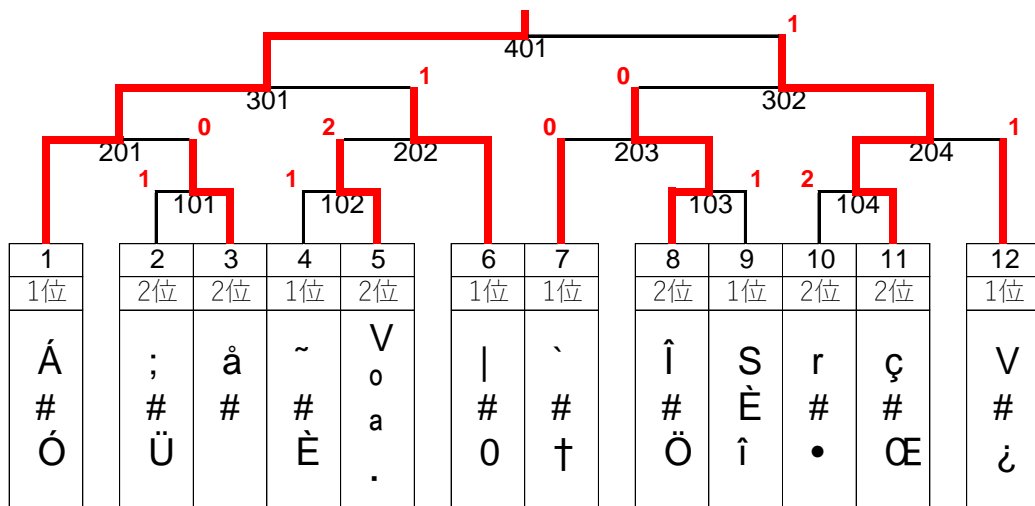 1
401
1
0
301
302
0
2
0
1
201
202
203
204
1
1
1
2
101
102
103
104
1 2 3 4 5 6 7 8 9 10 11 12
1位 2位 2位 1位 2位 1位 1位 2位 1位 2位 2位 1位
Á # Ó
; # Ü
å #
~ # È
V o a .
| # 0
` # †
Î # Ö
S È î
r # •
ç # Œ
V # ¿